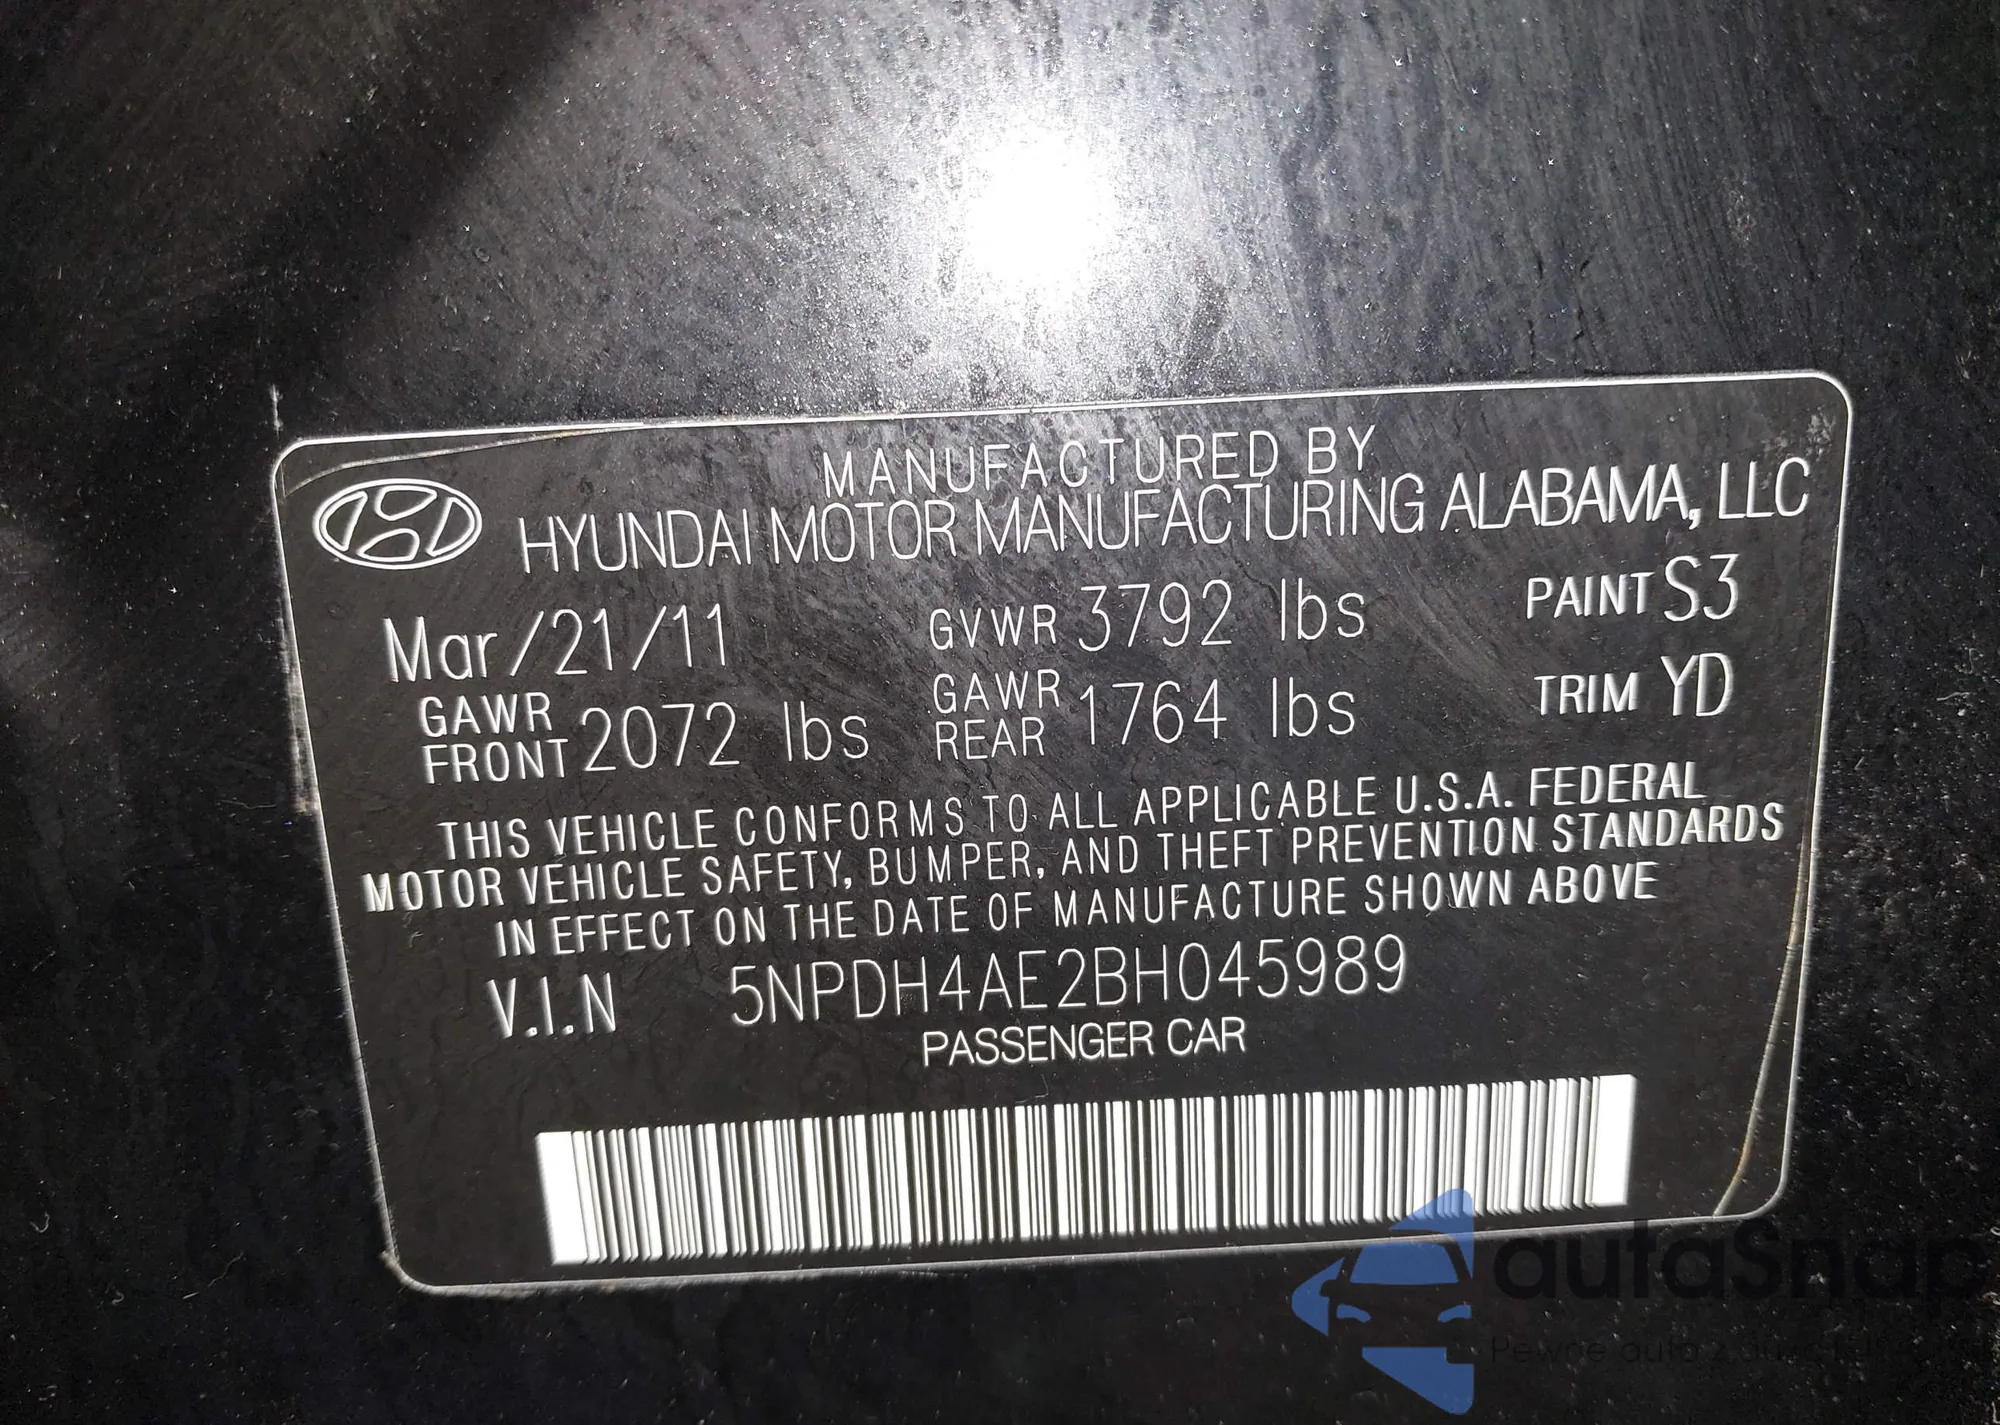 MANUFACTURED BY
HYUNDAI MOTOR MANUFACTURING ALABAMA, LLC
Mar/21/11 GVWR 3792 lbs PAINT S3
GAWR FRONT 2072 lbs GAWR REAR 1764 lbs TRIM YD
THIS VEHICLE CONFORMS TO ALL APPLICABLE U.S.A. FEDERAL
MOTOR VEHICLE SAFETY, BUMPER, AND THEFT PREVENTION STANDARDS
IN EFFECT ON THE DATE OF MANUFACTURE SHOWN ABOVE
V.I.N 5NPDH4AE2BH045989
PASSENGER CAR
autaSnap
Pewne auto z